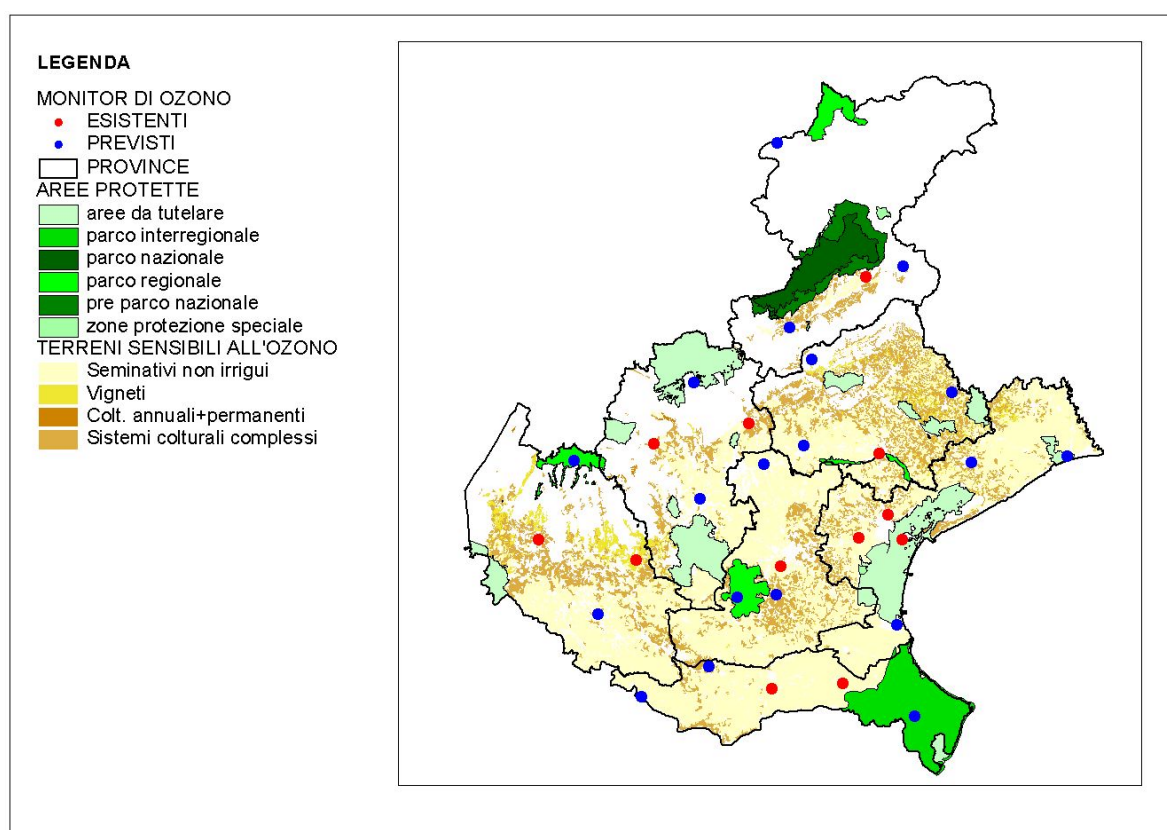 LEGENDA
MONITOR DI OZONO
ESISTENTI
PREVISTI
PROVINCE
AREE PROTETTE
aree da tutelare
parco interregionale
parco nazionale
parco regionale
pre parco nazionale
zone protezione speciale
TERRENI SENSIBILI ALL'OZONO
Seminativi non irrigui
Vigneti
Colt. annuali+permanenti
Sistemi colturali complessi